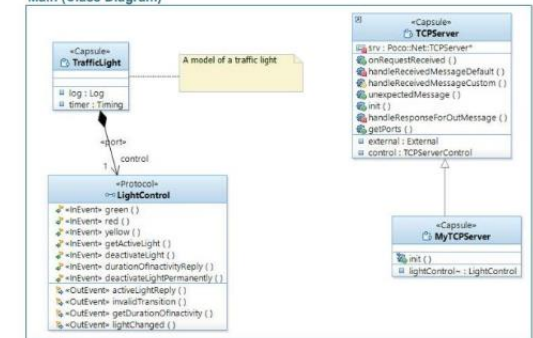 Main (Class Diagram)
«Capsule»
TrafficLight
log : Log
timer : Timing
A model of a traffic light
«port»
control
1
«Protocol»
LightControl
«InEvent» green ( )
«InEvent» red ( )
«InEvent» yellow ( )
«InEvent» getActiveLight ( )
«InEvent» deactivateLight ( )
«InEvent» durationOfInactivityReply ( )
«InEvent» deactivateLightPermanently ( )
«OutEvent» activeLightReply ( )
«OutEvent» invalidTransition ( )
«OutEvent» getDurationOfInactivity ( )
«OutEvent» lightChanged ( )
«Capsule»
TCPServer
srv : Poco::Net::TCPServer*
onRequestReceived ( )
handleReceivedMessageDefault ( )
handleReceivedMessageCustom ( )
unexpectedMessage ( )
init ( )
handleResponseForOutMessage ( )
getPorts ( )
external : External
control : TCPServerControl
«Capsule»
MyTCPServer
init ( )
lightControl~ : LightControl